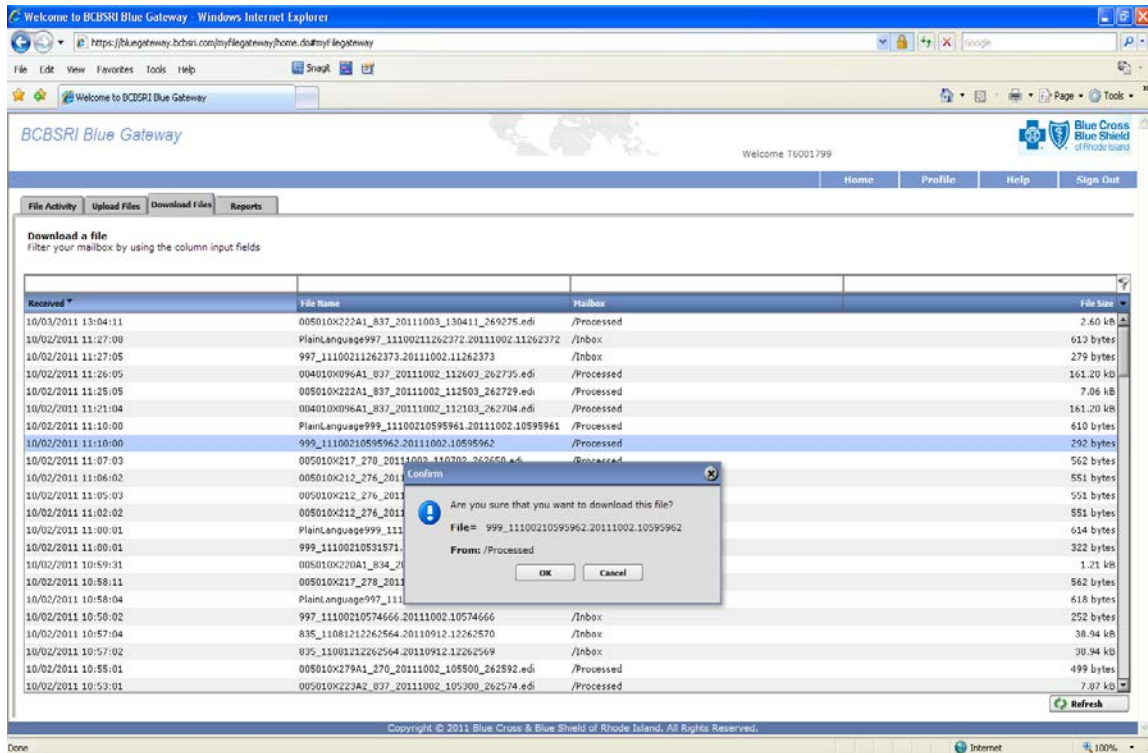 Welcome to BCBSRI Blue Gateway - Windows Internet Explorer
https://bluegateway.bcbsri.com/myfilegateway/home.do#myFilegateway
Google
File Edit View Favorites Tools Help
SnagIt
Welcome to BCBSRI Blue Gateway
Page Tools
BCBSRI Blue Gateway
Welcome T6001799
Blue Cross
Blue Shield
of Rhode Island
Home Profile Help Sign Out
File Activity Upload Files Download Files Reports
Download a file
Filter your mailbox by using the column input fields
Received File Name Mailbox File Size
10/03/2011 13:04:11 005010X222A1_837_20111003_130411_269275.edi /Processed 2.60 kB
10/02/2011 11:27:08 PlainLanguage997_11100211262372.20111002.11262372 /Inbox 613 bytes
10/02/2011 11:27:05 997_11100211262373.20111002.11262373 /Inbox 279 bytes
10/02/2011 11:26:05 004010X096A1_837_20111002_112603_262735.edi /Processed 161.20 kB
10/02/2011 11:25:05 005010X222A1_837_20111002_112503_262729.edi /Processed 7.06 kB
10/02/2011 11:21:04 004010X096A1_837_20111002_112103_262704.edi /Processed 161.20 kB
10/02/2011 11:10:00 PlainLanguage999_11100210595961.20111002.10595961 /Processed 610 bytes
10/02/2011 11:10:00 999_11100210595962.20111002.10595962 /Processed 292 bytes
10/02/2011 11:07:03 005010X217_278_20111002_110702_262650.edi /Processed 562 bytes
10/02/2011 11:06:02 005010X212_276_2011 551 bytes
10/02/2011 11:05:03 005010X212_276_2011 551 bytes
10/02/2011 11:02:02 005010X212_276_2011 551 bytes
10/02/2011 11:00:01 PlainLanguage999_111 614 bytes
10/02/2011 11:00:01 999_11100210531571. 322 bytes
10/02/2011 10:59:31 005010X220A1_834_20 1.21 kB
10/02/2011 10:58:11 005010X217_278_2011 562 bytes
10/02/2011 10:58:04 PlainLanguage997_111 618 bytes
10/02/2011 10:58:02 997_11100210574666.20111002.10574666 /Inbox 252 bytes
10/02/2011 10:57:04 835_11081212262564.20110912.12262570 /Inbox 38.94 kB
10/02/2011 10:57:02 835_11081212262564.20110912.12262569 /Inbox 38.94 kB
10/02/2011 10:55:01 005010X279A1_270_20111002_105500_262592.edi /Processed 499 bytes
10/02/2011 10:53:01 005010X223A2_837_20111002_105300_262574.edi /Processed 7.87 kB
Confirm
Are you sure that you want to download this file?
File= 999_11100210595962.20111002.10595962
From: /Processed
OK Cancel
Refresh
Copyright © 2011 Blue Cross & Blue Shield of Rhode Island. All Rights Reserved.
Done Internet 100%